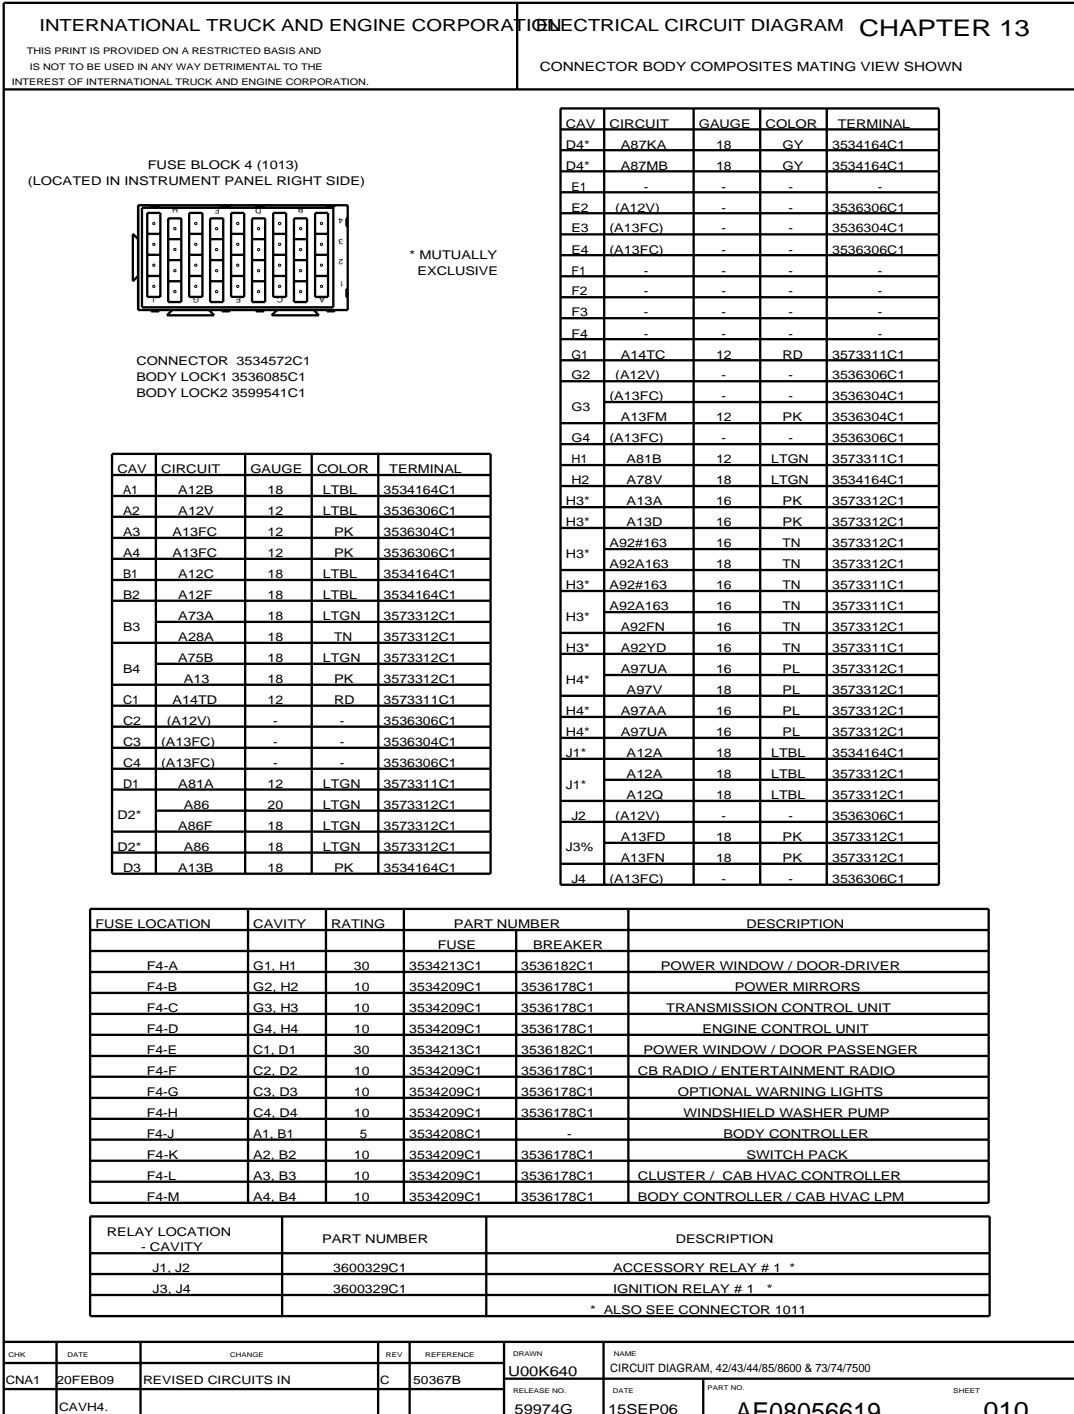 INTERNATIONAL TRUCK AND ENGINE CORPORATION
THIS PRINT IS PROVIDED ON A RESTRICTED BASIS AND
IS NOT TO BE USED IN ANY WAY DETRIMENTAL TO THE
INTEREST OF INTERNATIONAL TRUCK AND ENGINE CORPORATION.
ELECTRICAL CIRCUIT DIAGRAM CHAPTER 13
CONNECTOR BODY COMPOSITES MATING VIEW SHOWN
FUSE BLOCK 4 (1013)
(LOCATED IN INSTRUMENT PANEL RIGHT SIDE)
H F D B
4
3
2
1
J G E C A
* MUTUALLY
EXCLUSIVE
CONNECTOR 3534572C1
BODY LOCK1 3536085C1
BODY LOCK2 3599541C1
CAV CIRCUIT GAUGE COLOR TERMINAL
A1 A12B 18 LTBL 3534164C1
A2 A12V 12 LTBL 3536306C1
A3 A13FC 12 PK 3536304C1
A4 A13FC 12 PK 3536306C1
B1 A12C 18 LTBL 3534164C1
B2 A12F 18 LTBL 3534164C1
B3 A73A 18 LTGN 3573312C1
A28A 18 TN 3573312C1
B4 A75B 18 LTGN 3573312C1
A13 18 PK 3573312C1
C1 A14TD 12 RD 3573311C1
C2 (A12V) - - 3536306C1
C3 (A13FC) - - 3536304C1
C4 (A13FC) - - 3536306C1
D1 A81A 12 LTGN 3573311C1
D2* A86 20 LTGN 3573312C1
A86F 18 LTGN 3573312C1
D2* A86 18 LTGN 3573312C1
D3 A13B 18 PK 3534164C1
CAV CIRCUIT GAUGE COLOR TERMINAL
D4* A87KA 18 GY 3534164C1
D4* A87MB 18 GY 3534164C1
E1 - - - -
E2 (A12V) - - 3536306C1
E3 (A13FC) - - 3536304C1
E4 (A13FC) - - 3536306C1
F1 - - - -
F2 - - - -
F3 - - - -
F4 - - - -
G1 A14TC 12 RD 3573311C1
G2 (A12V) - - 3536306C1
G3 (A13FC) - - 3536304C1
A13FM 12 PK 3536304C1
G4 (A13FC) - - 3536306C1
H1 A81B 12 LTGN 3573311C1
H2 A78V 18 LTGN 3534164C1
H3* A13A 16 PK 3573312C1
H3* A13D 16 PK 3573312C1
H3* A92#163 16 TN 3573312C1
A92A163 18 TN 3573312C1
H3* A92#163 16 TN 3573311C1
H3* A92A163 16 TN 3573311C1
A92FN 16 TN 3573312C1
H3* A92YD 16 TN 3573311C1
H4* A97UA 16 PL 3573312C1
A97V 18 PL 3573312C1
H4* A97AA 16 PL 3573312C1
H4* A97UA 16 PL 3573312C1
J1* A12A 18 LTBL 3534164C1
J1* A12A 18 LTBL 3573312C1
A12Q 18 LTBL 3573312C1
J2 (A12V) - - 3536306C1
J3% A13FD 18 PK 3573312C1
A13FN 18 PK 3573312C1
J4 (A13FC) - - 3536306C1
FUSE LOCATION CAVITY RATING PART NUMBER DESCRIPTION
FUSE BREAKER
F4-A G1, H1 30 3534213C1 3536182C1 POWER WINDOW / DOOR-DRIVER
F4-B G2, H2 10 3534209C1 3536178C1 POWER MIRRORS
F4-C G3, H3 10 3534209C1 3536178C1 TRANSMISSION CONTROL UNIT
F4-D G4, H4 10 3534209C1 3536178C1 ENGINE CONTROL UNIT
F4-E C1, D1 30 3534213C1 3536182C1 POWER WINDOW / DOOR PASSENGER
F4-F C2, D2 10 3534209C1 3536178C1 CB RADIO / ENTERTAINMENT RADIO
F4-G C3, D3 10 3534209C1 3536178C1 OPTIONAL WARNING LIGHTS
F4-H C4, D4 10 3534209C1 3536178C1 WINDSHIELD WASHER PUMP
F4-J A1, B1 5 3534208C1 - BODY CONTROLLER
F4-K A2, B2 10 3534209C1 3536178C1 SWITCH PACK
F4-L A3, B3 10 3534209C1 3536178C1 CLUSTER / CAB HVAC CONTROLLER
F4-M A4, B4 10 3534209C1 3536178C1 BODY CONTROLLER / CAB HVAC LPM
RELAY LOCATION
- CAVITY
PART NUMBER DESCRIPTION
J1, J2 3600329C1 ACCESSORY RELAY # 1 *
J3, J4 3600329C1 IGNITION RELAY # 1 *
* ALSO SEE CONNECTOR 1011
CHK DATE CHANGE REV REFERENCE
CNA1 20FEB09 REVISED CIRCUITS IN C 50367B
CAVH4.
DRAWN
U00K640
NAME
CIRCUIT DIAGRAM, 42/43/44/85/8600 & 73/74/7500
RELEASE NO.
59974G
DATE
15SEP06
PART NO.
AF08056619
SHEET
010